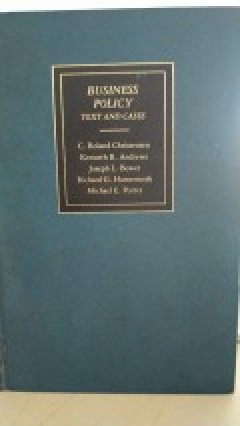 BUSINESS
POLICY
TEXT AND CASES
C. Roland Christensen
Kenneth R. Andrews
Joseph L. Bower
Richard G. Hamermesh
Michael E. Porter